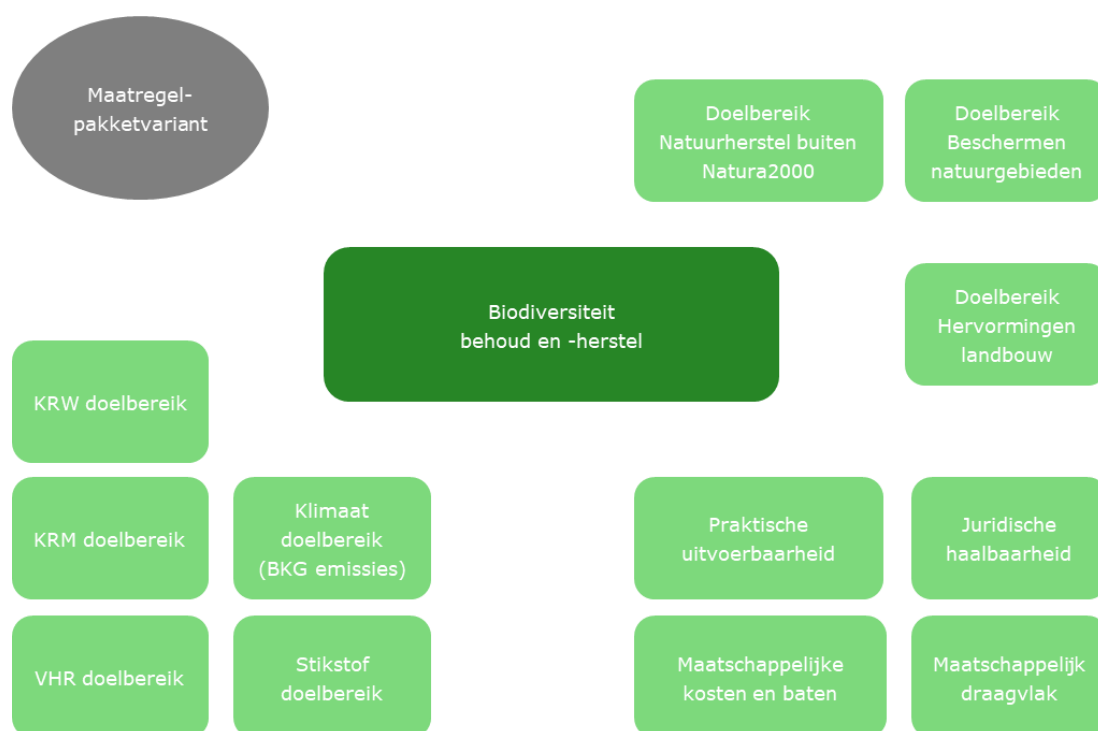 Maatregel-
pakketvariant
Doelbereik
Natuurherstel buiten
Natura2000
Doelbereik
Beschermen
natuurgebieden
Biodiversiteit
behoud en -herstel
Doelbereik
Hervormingen
landbouw
KRW doelbereik
KRM doelbereik
Klimaat
doelbereik
(BKG emissies)
Praktische
uitvoerbaarheid
Juridische
haalbaarheid
VHR doelbereik
Stikstof
doelbereik
Maatschappelijke
kosten en baten
Maatschappelijk
draagvlak